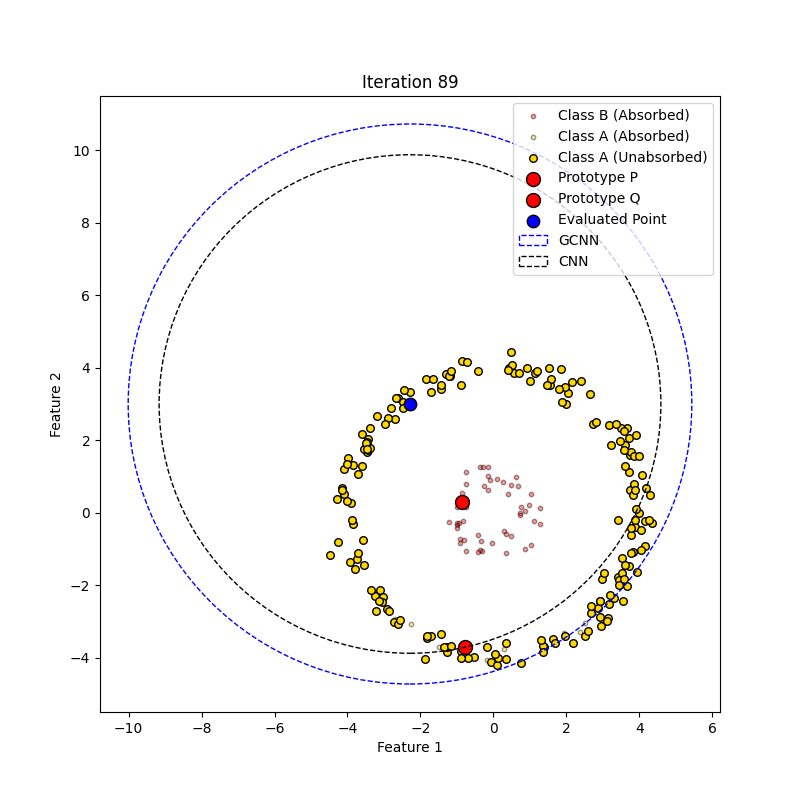 Iteration 89
Class B (Absorbed)
Class A (Absorbed)
Class A (Unabsorbed)
Prototype P
Prototype Q
Evaluated Point
GCNN
CNN
10
8
6
4
2
0
−2
−4
Feature 2
−10 −8 −6 −4 −2 0 2 4 6
Feature 1